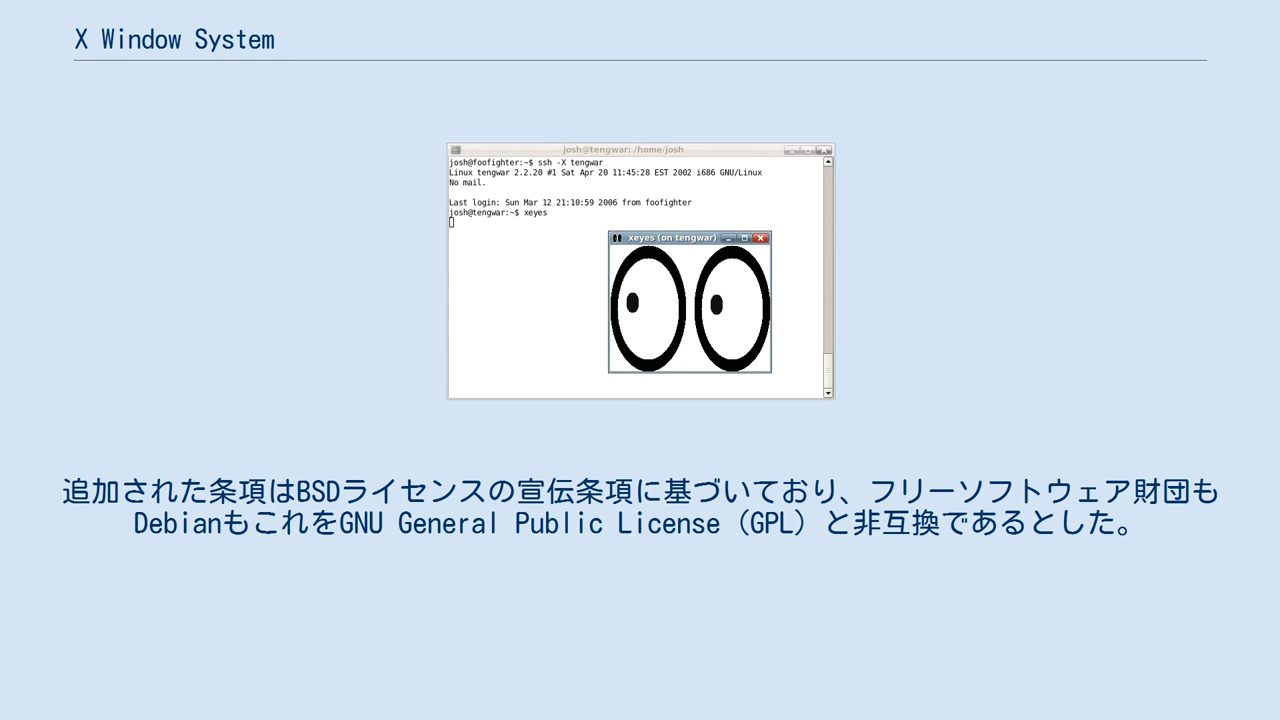 X Window System
josh@tengwar: /home/josh
josh@foofighter:~$ ssh -X tengwar
Linux tengwar 2.2.20 #1 Sat Apr 20 11:45:28 EST 2002 i686 GNU/Linux
No mail.
Last login: Sun Mar 12 21:10:59 2006 from foofighter
josh@tengwar:~$ xeyes
xeyes (on tengwar)
追加された条項はBSDライセンスの宣伝条項に基づいており、フリーソフトウェア財団も
DebianもこれをGNU General Public License（GPL）と非互換であるとした。